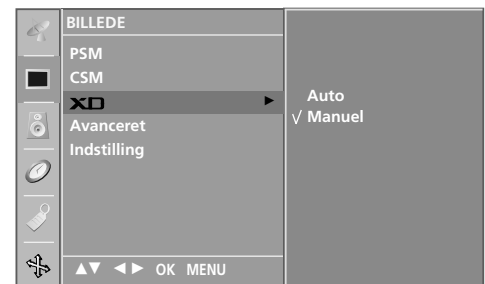 BILLEDE
PSM
CSM
XD ►
Avanceret
Indstilling
Auto
√ Manuel
▲▼ ◄► OK MENU